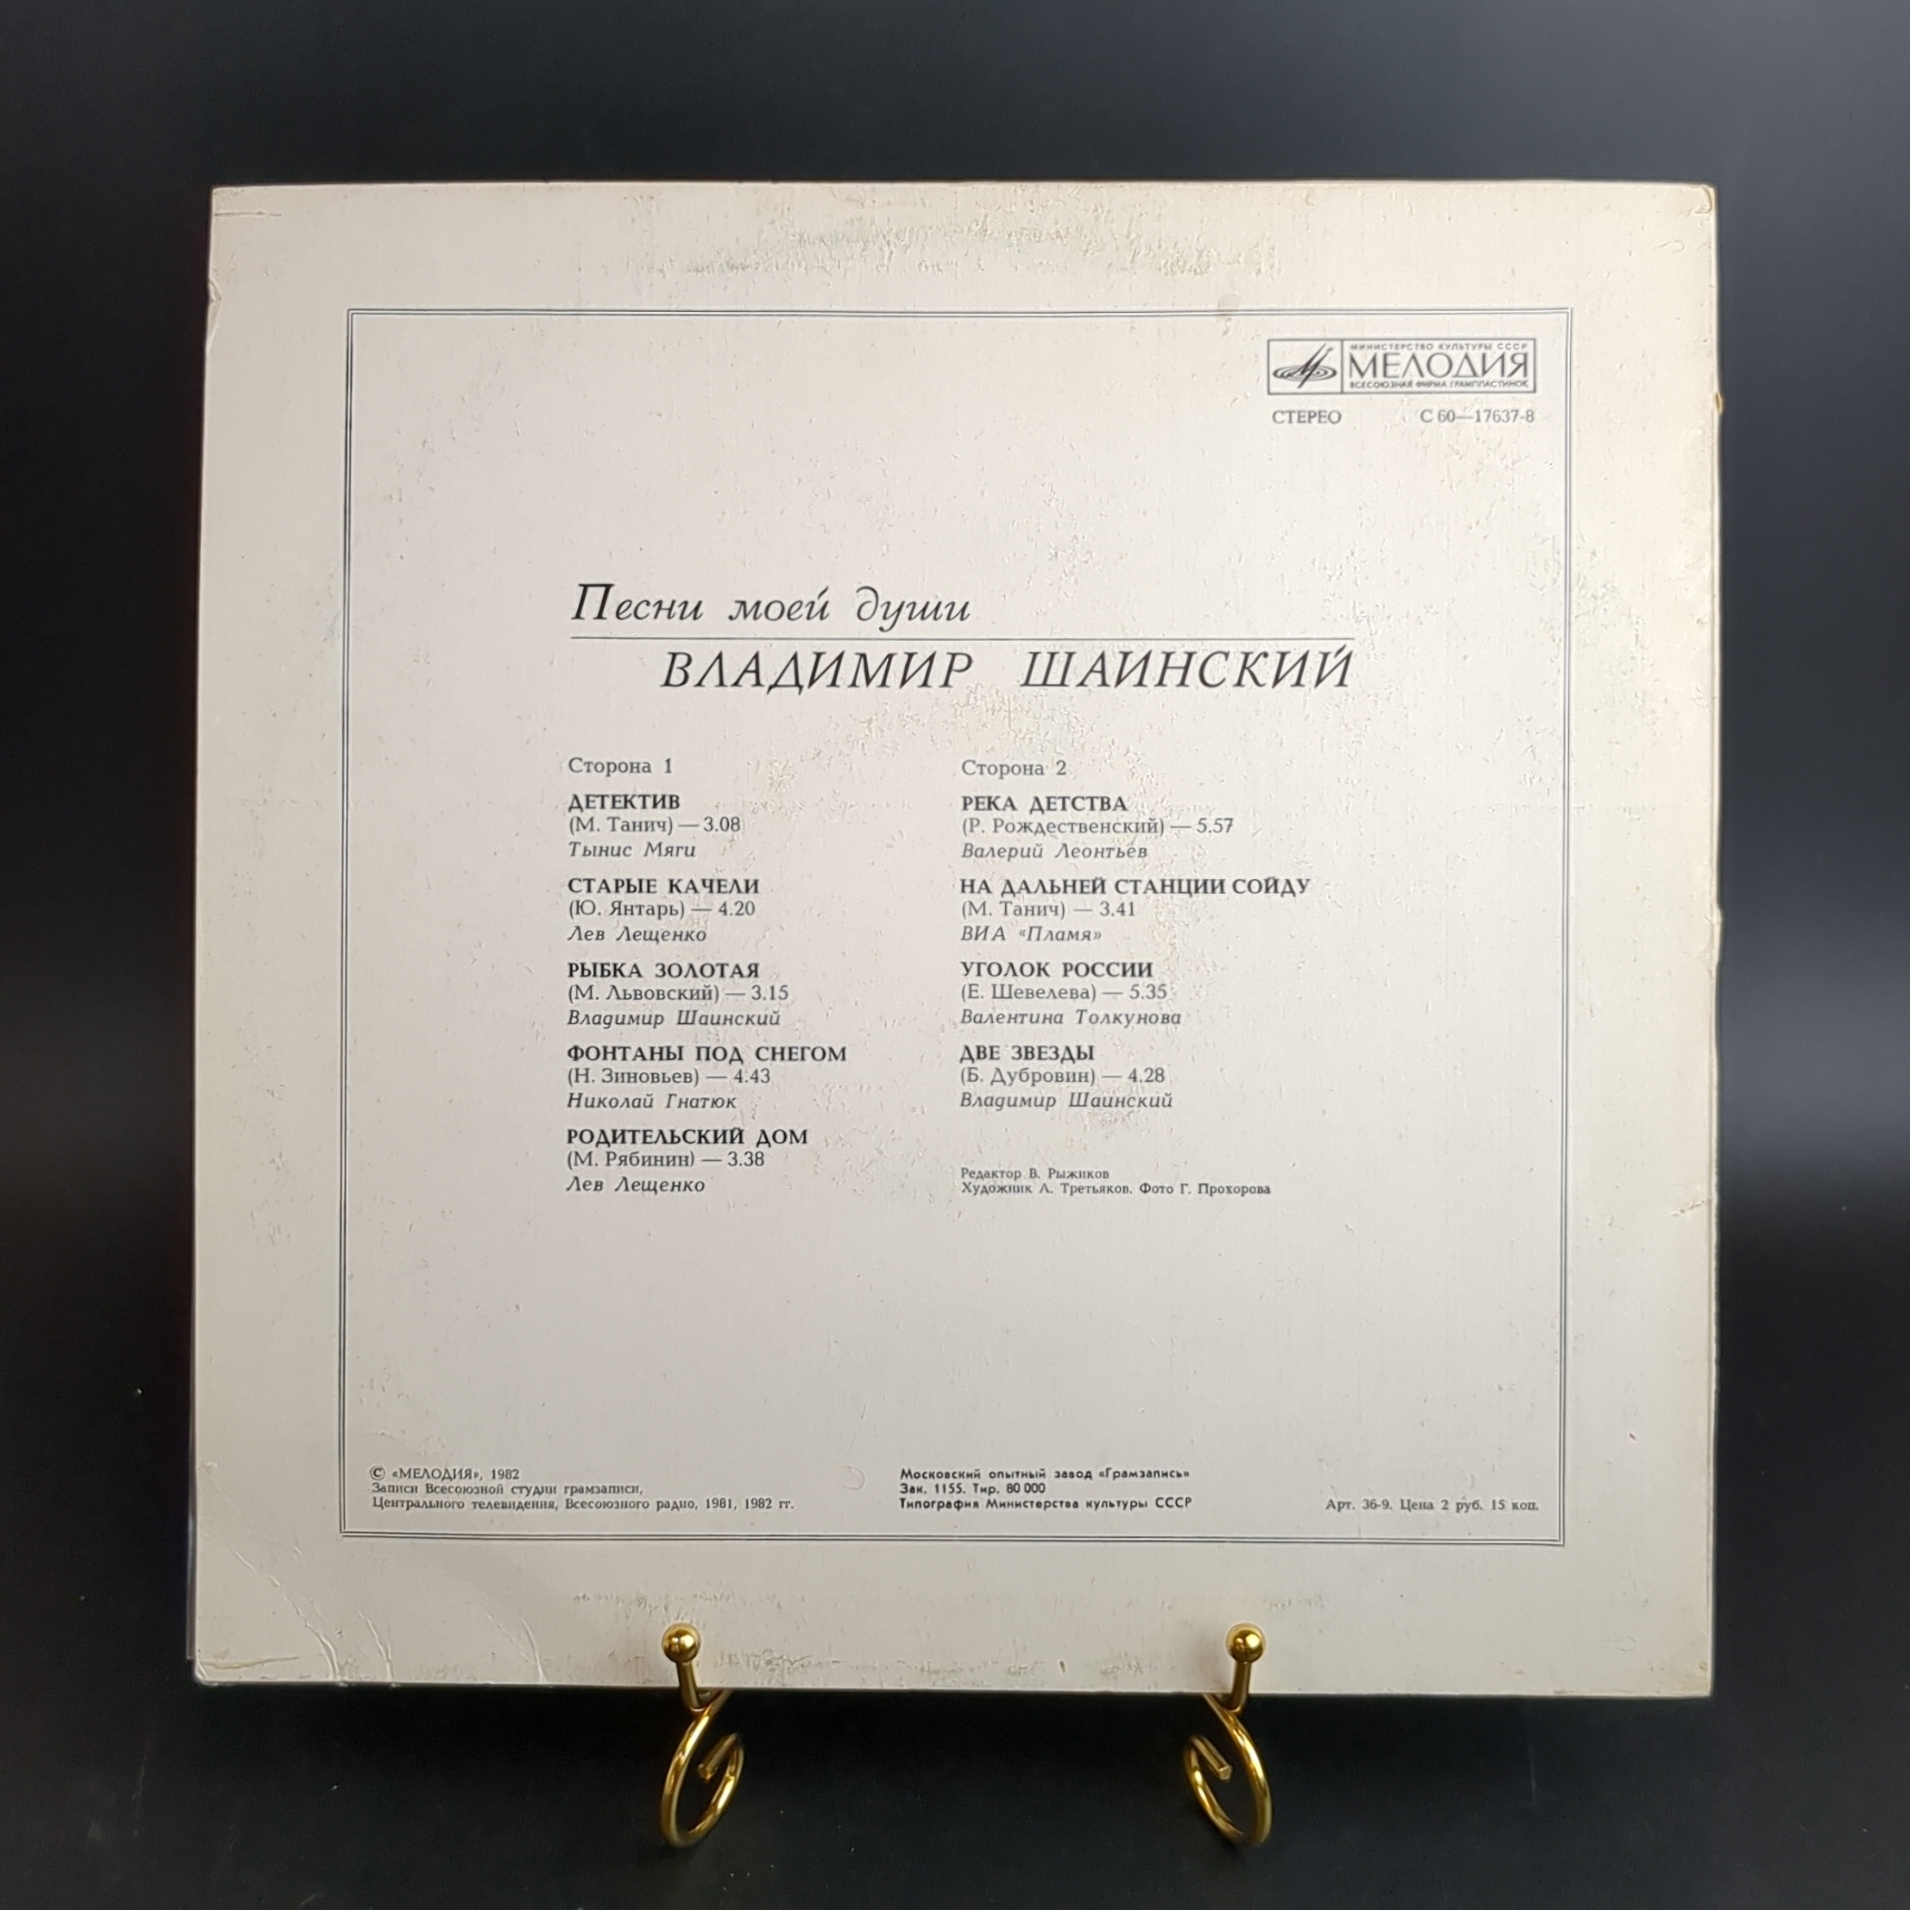 МИНИСТЕРСТВО КУЛЬТУРЫ СССР
МЕЛОДИЯ
ВСЕСОЮЗНАЯ ФИРМА ГРАМПЛАСТИНОК
СТЕРЕО С 60—17637-8
Песни моей души
ВЛАДИМИР ШАИНСКИЙ
Сторона 1
ДЕТЕКТИВ
(М. Танич) — 3.08
Тынис Мяги
СТАРЫЕ КАЧЕЛИ
(Ю. Янтарь) — 4.20
Лев Лещенко
РЫБКА ЗОЛОТАЯ
(М. Львовский) — 3.15
Владимир Шаинский
ФОНТАНЫ ПОД СНЕГОМ
(Н. Зиновьев) — 4.43
Николай Гнатюк
РОДИТЕЛЬСКИЙ ДОМ
(М. Рябинин) — 3.38
Лев Лещенко
Сторона 2
РЕКА ДЕТСТВА
(Р. Рождественский) — 5.57
Валерий Леонтьев
НА ДАЛЬНЕЙ СТАНЦИИ СОЙДУ
(М. Танич) — 3.41
ВИА «Пламя»
УГОЛОК РОССИИ
(Е. Шевелева) — 5.35
Валентина Толкунова
ДВЕ ЗВЕЗДЫ
(Б. Дубровин) — 4.28
Владимир Шаинский
Редактор В. Рыжиков
Художник Л. Третьяков. Фото Г. Прохорова
© «МЕЛОДИЯ», 1982
Записи Всесоюзной студии грамзаписи,
Центрального телевидения, Всесоюзного радио, 1981, 1982 гг.
Московский опытный завод «Грамзапись»
Зак. 1155. Тир. 80 000
Типография Министерства культуры СССР
Арт. 36-9. Цена 2 руб. 15 коп.